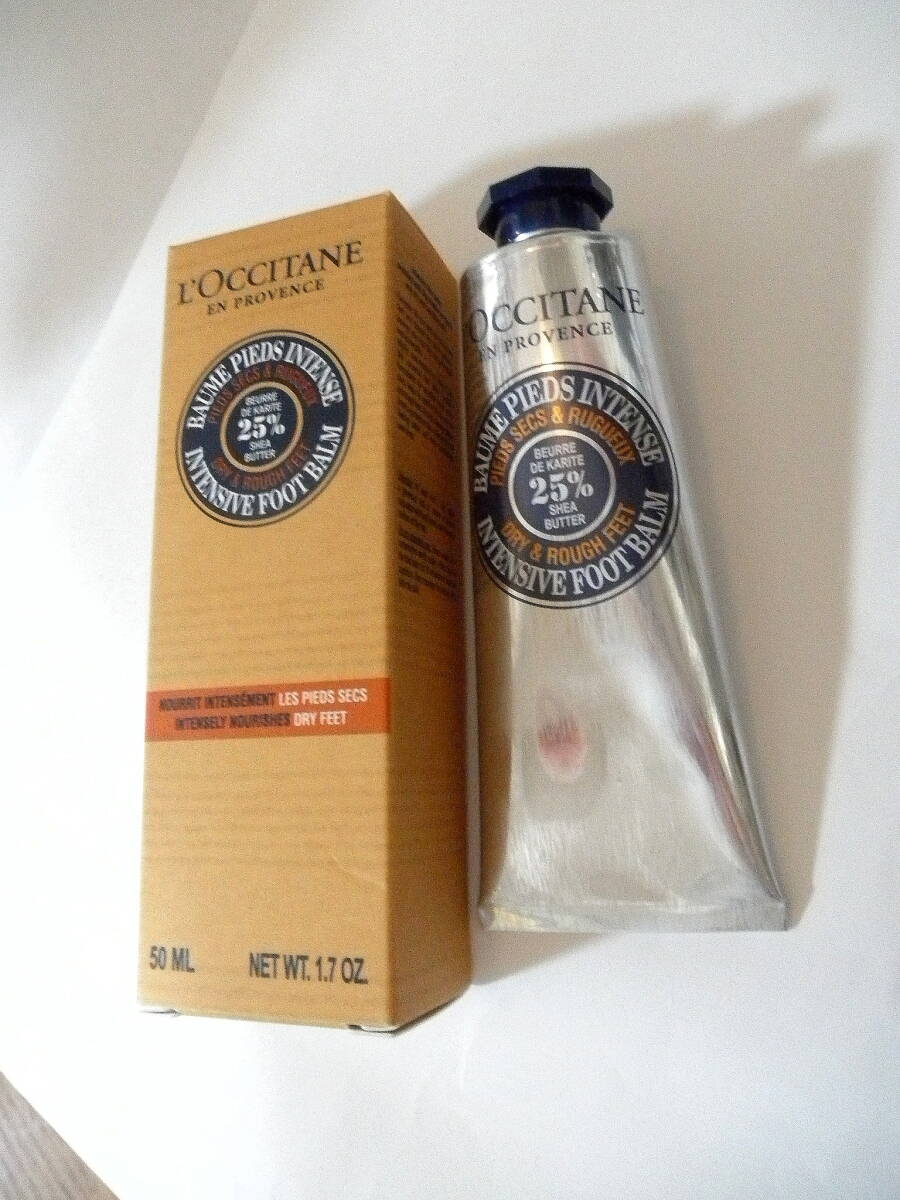 L'OCCITANE
EN PROVENCE
BAUME PIEDS INTENSE
PIEDS SECS & RUGUEUX
BEURRE
DE KARITE
25%
SHEA
BUTTER
DRY & ROUGH FEET
INTENSIVE FOOT BALM
NOURRIT INTENSÉMENT LES PIEDS SECS
INTENSELY NOURISHES DRY FEET
50 ML NET WT. 1.7 OZ.
L'OCCITANE
EN PROVENCE
BAUME PIEDS INTENSE
PIEDS SECS & RUGUEUX
BEURRE
DE KARITE
25%
SHEA
BUTTER
DRY & ROUGH FEET
INTENSIVE FOOT BALM